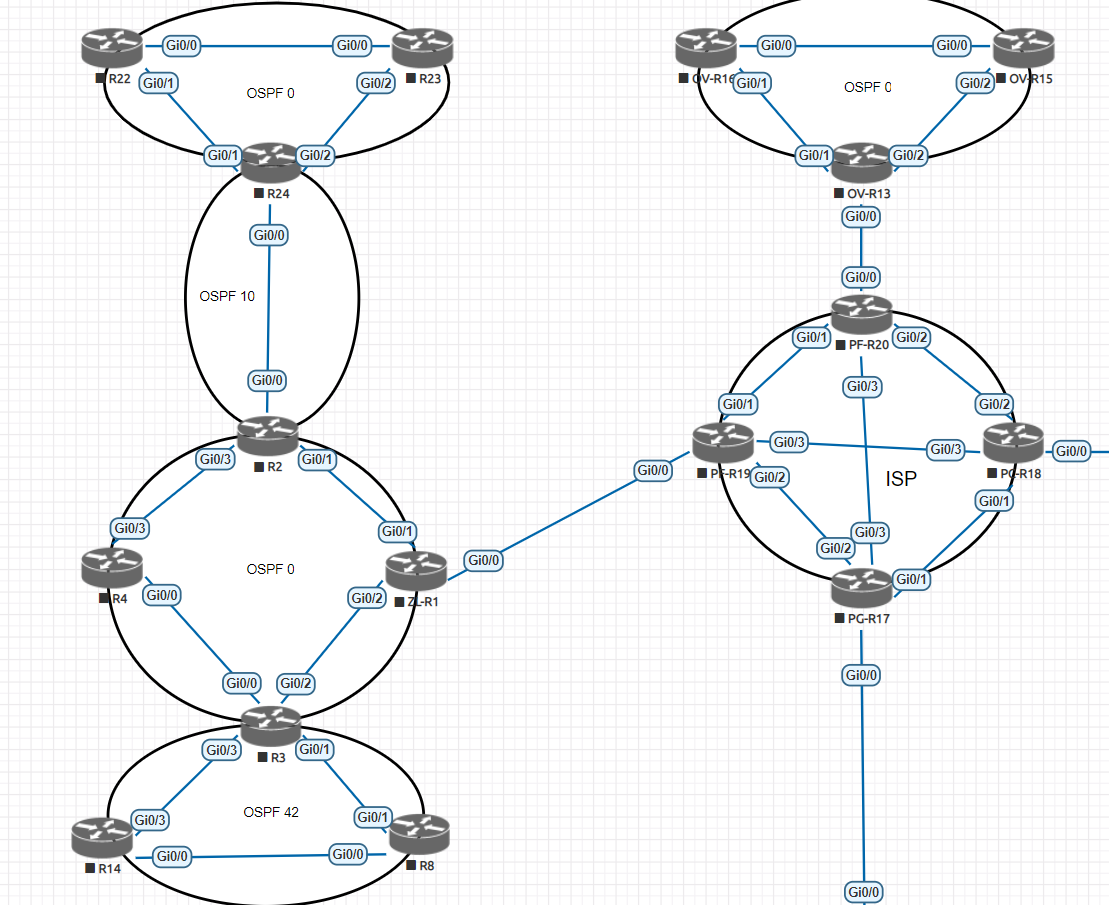 Gi0/0 Gi0/0
R22 R23
Gi0/1 OSPF 0 Gi0/2
Gi0/1 Gi0/2
R24
Gi0/0
OSPF 10
Gi0/0
R2
Gi0/3 Gi0/1
Gi0/3 Gi0/1
OSPF 0
R4 ZL-R1
Gi0/0 Gi0/2
Gi0/0 Gi0/2
R3
Gi0/3 Gi0/1
Gi0/3 OSPF 42 Gi0/1
Gi0/0 Gi0/0
R14 R8
Gi0/0
Gi0/0
Gi0/0 Gi0/0
OV-R16 OV-R15
Gi0/1 OSPF 0 Gi0/2
Gi0/1 Gi0/2
OV-R13
Gi0/0
Gi0/0
Gi0/1 PF-R20 Gi0/2
Gi0/3
Gi0/1 Gi0/2
Gi0/3 Gi0/3 Gi0/0
PF-R19 Gi0/2 ISP PG-R18
Gi0/1
Gi0/3
Gi0/2
Gi0/1
PG-R17
Gi0/0
Gi0/0